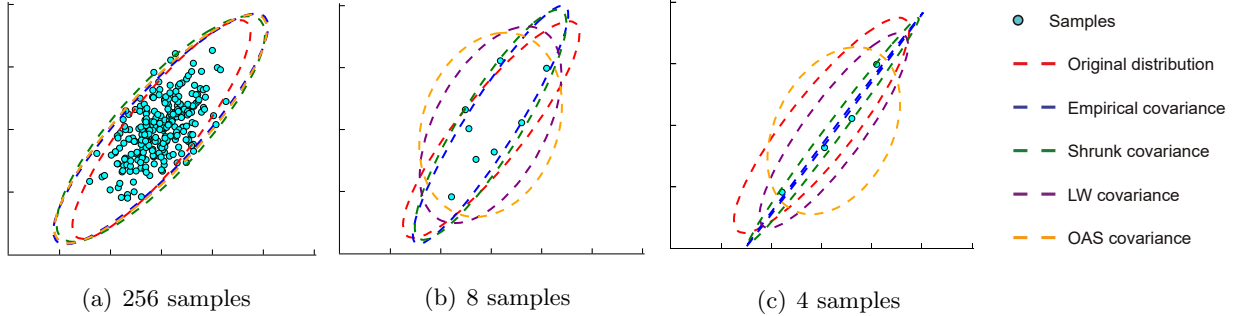 Samples
Original distribution
Empirical covariance
Shrunk covariance
LW covariance
OAS covariance
(a) 256 samples
(b) 8 samples
(c) 4 samples